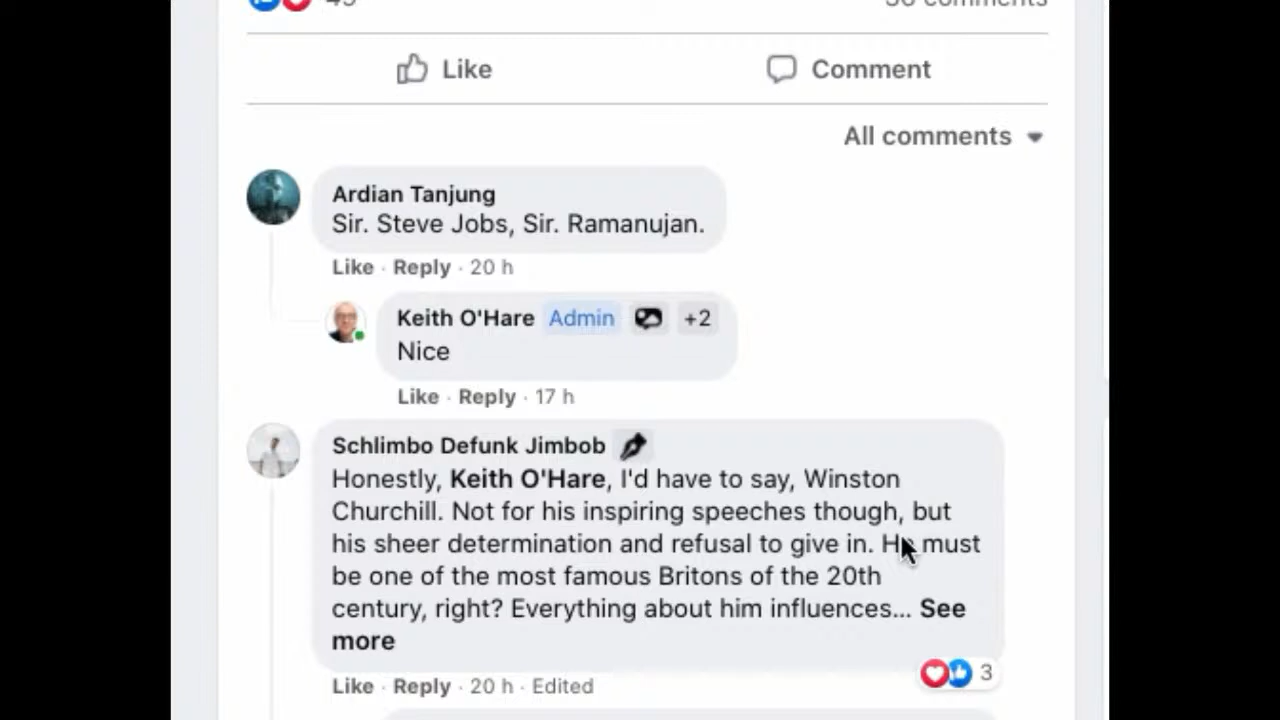 49
36 comments
Like
Comment
All comments
Ardian Tanjung
Sir. Steve Jobs, Sir. Ramanujan.
Like · Reply · 20 h
Keith O'Hare Admin +2
Nice
Like · Reply · 17 h
Schlimbo Defunk Jimbob
Honestly, Keith O'Hare, I'd have to say, Winston
Churchill. Not for his inspiring speeches though, but
his sheer determination and refusal to give in. He must
be one of the most famous Britons of the 20th
century, right? Everything about him influences... See
more
3
Like · Reply · 20 h · Edited